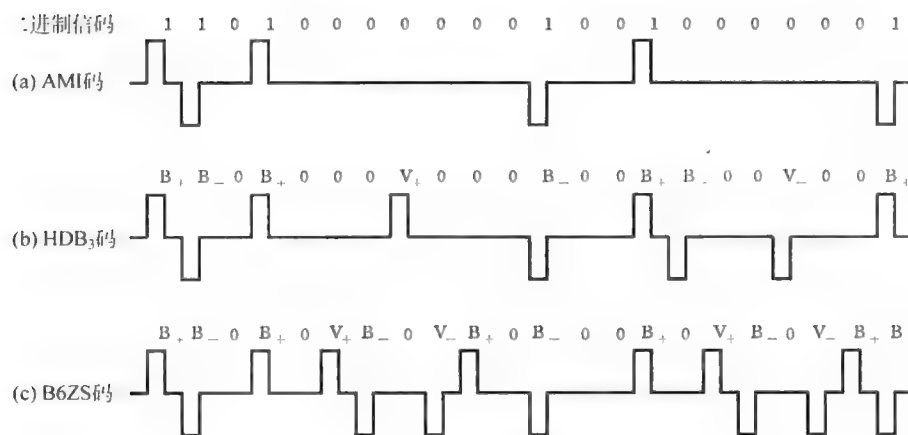 二进制信码 1 1 0 1 0 0 0 0 0 0 0 1 0 0 1 0 0 0 0 0 0 1
(a) AMI码
B₊ B₋ 0 B₊ 0 0 0 V₊ 0 0 0 B₋ 0 0 B₊ B₋ 0 0 V₋ 0 0 B₊
(b) HDB₃码
B₊ B₋ 0 B₊ 0 V₊ B₋ 0 V₋ B₊ 0 B₋ 0 0 B₊ 0 V₊ B₋ 0 V₋ B₊ B
(c) B6ZS码